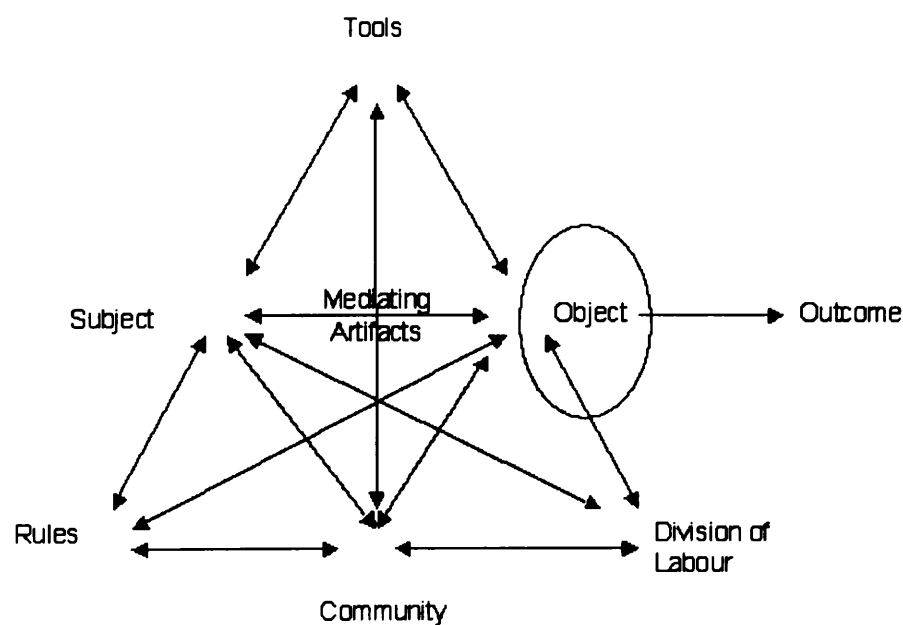 Tools
Mediating
Artifacts
Subject
Object
Outcome
Rules
Division of
Labour
Community